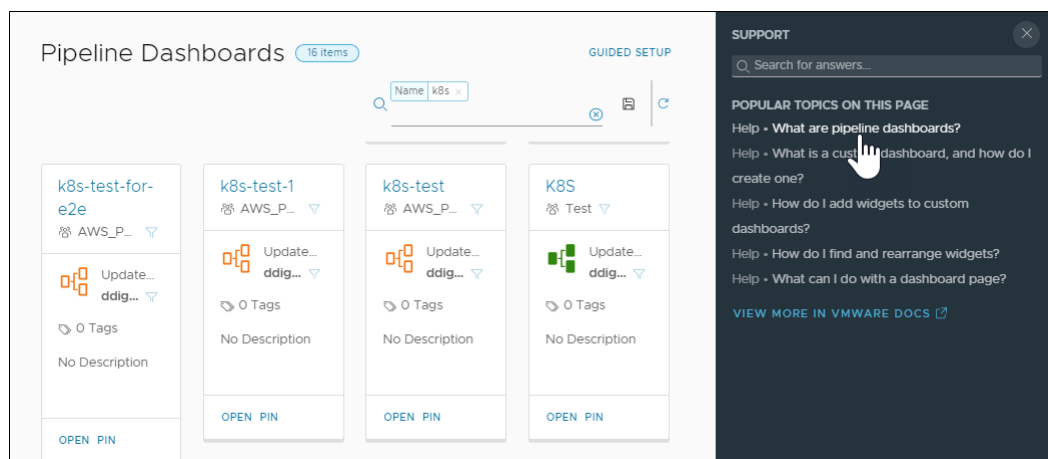 Pipeline Dashboards 16 items
GUIDED SETUP
Name k8s ×
k8s-test-for-
e2e
AWS_P...
Update...
ddig...
0 Tags
No Description
OPEN PIN
k8s-test-1
AWS_P...
Update...
ddig...
0 Tags
No Description
OPEN PIN
k8s-test
AWS_P...
Update...
ddig...
0 Tags
No Description
OPEN PIN
K8S
Test
Update...
ddig...
0 Tags
No Description
OPEN PIN
SUPPORT
Search for answers...
POPULAR TOPICS ON THIS PAGE
Help • What are pipeline dashboards?
Help • What is a dashboard, and how do I
create one?
Help • How do I add widgets to custom
dashboards?
Help • How do I find and rearrange widgets?
Help • What can I do with a dashboard page?
VIEW MORE IN VMWARE DOCS